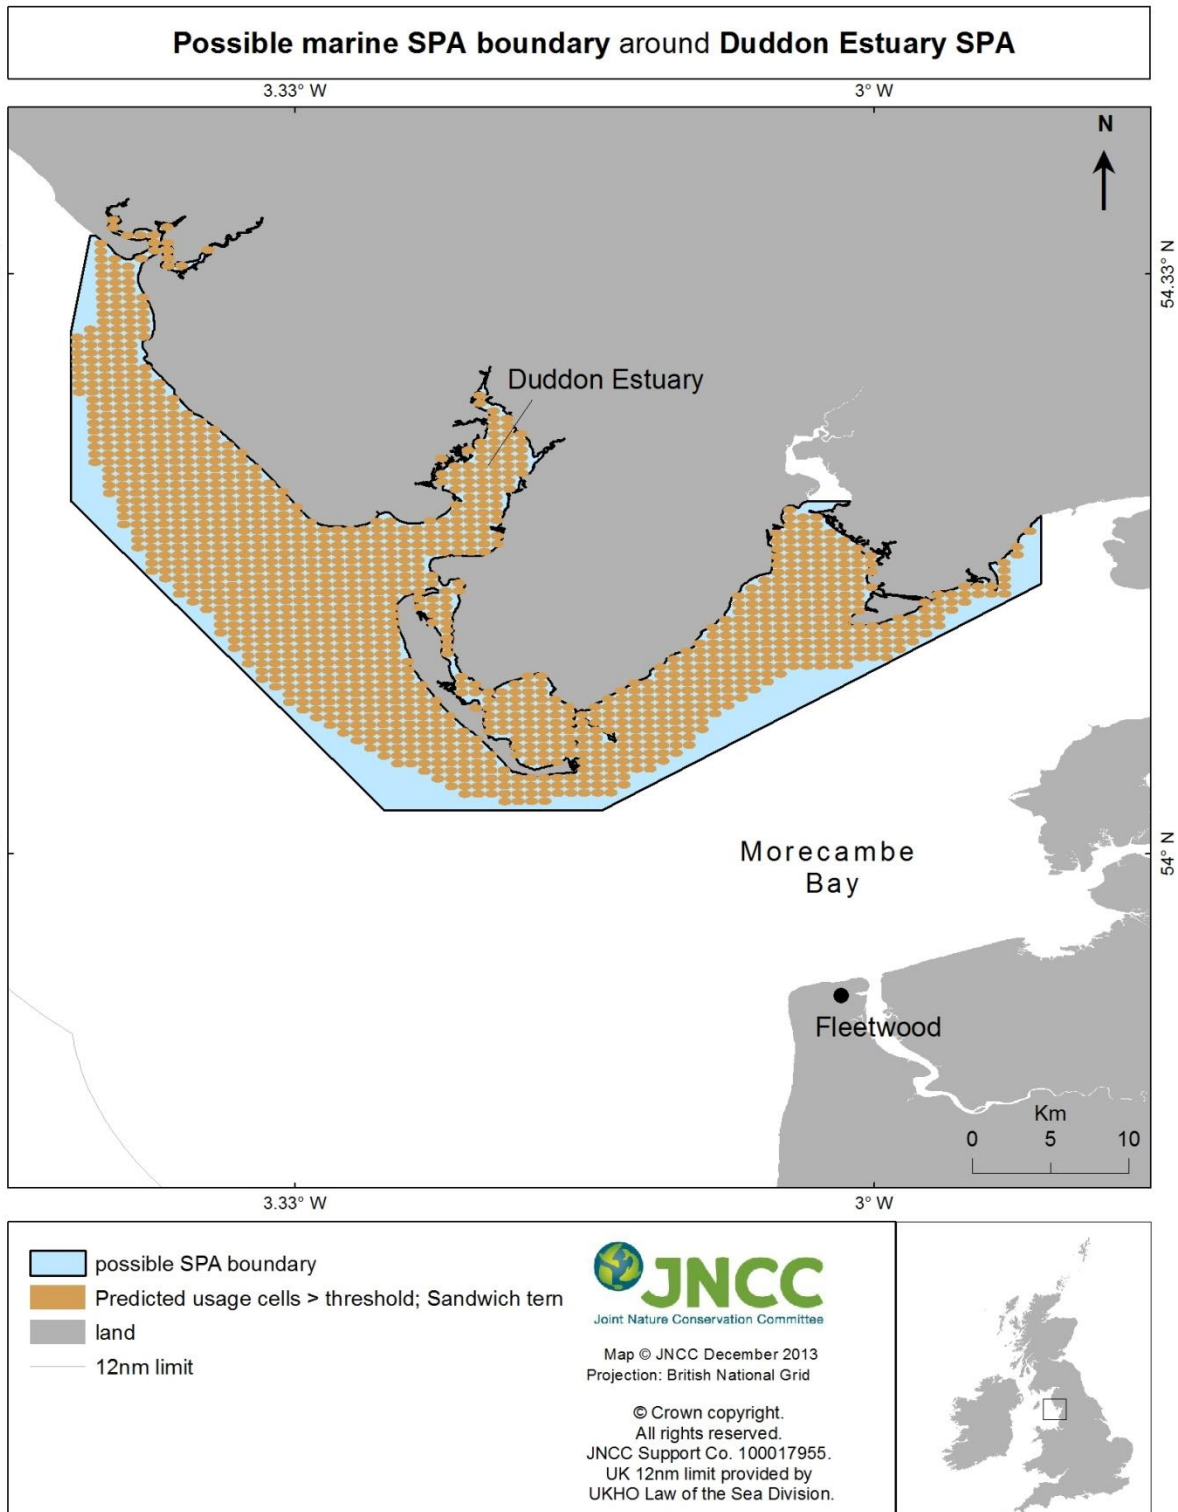 Possible marine SPA boundary around Duddon Estuary SPA
3.33° W
3° W
N
54.33° N
Duddon Estuary
54° N
Morecambe
Bay
Fleetwood
Km
0 5 10
3.33° W
3° W
possible SPA boundary
Predicted usage cells > threshold; Sandwich tern
land
12nm limit
JNCC
Joint Nature Conservation Committee
Map © JNCC December 2013
Projection: British National Grid
© Crown copyright.
All rights reserved.
JNCC Support Co. 100017955.
UK 12nm limit provided by
UKHO Law of the Sea Division.